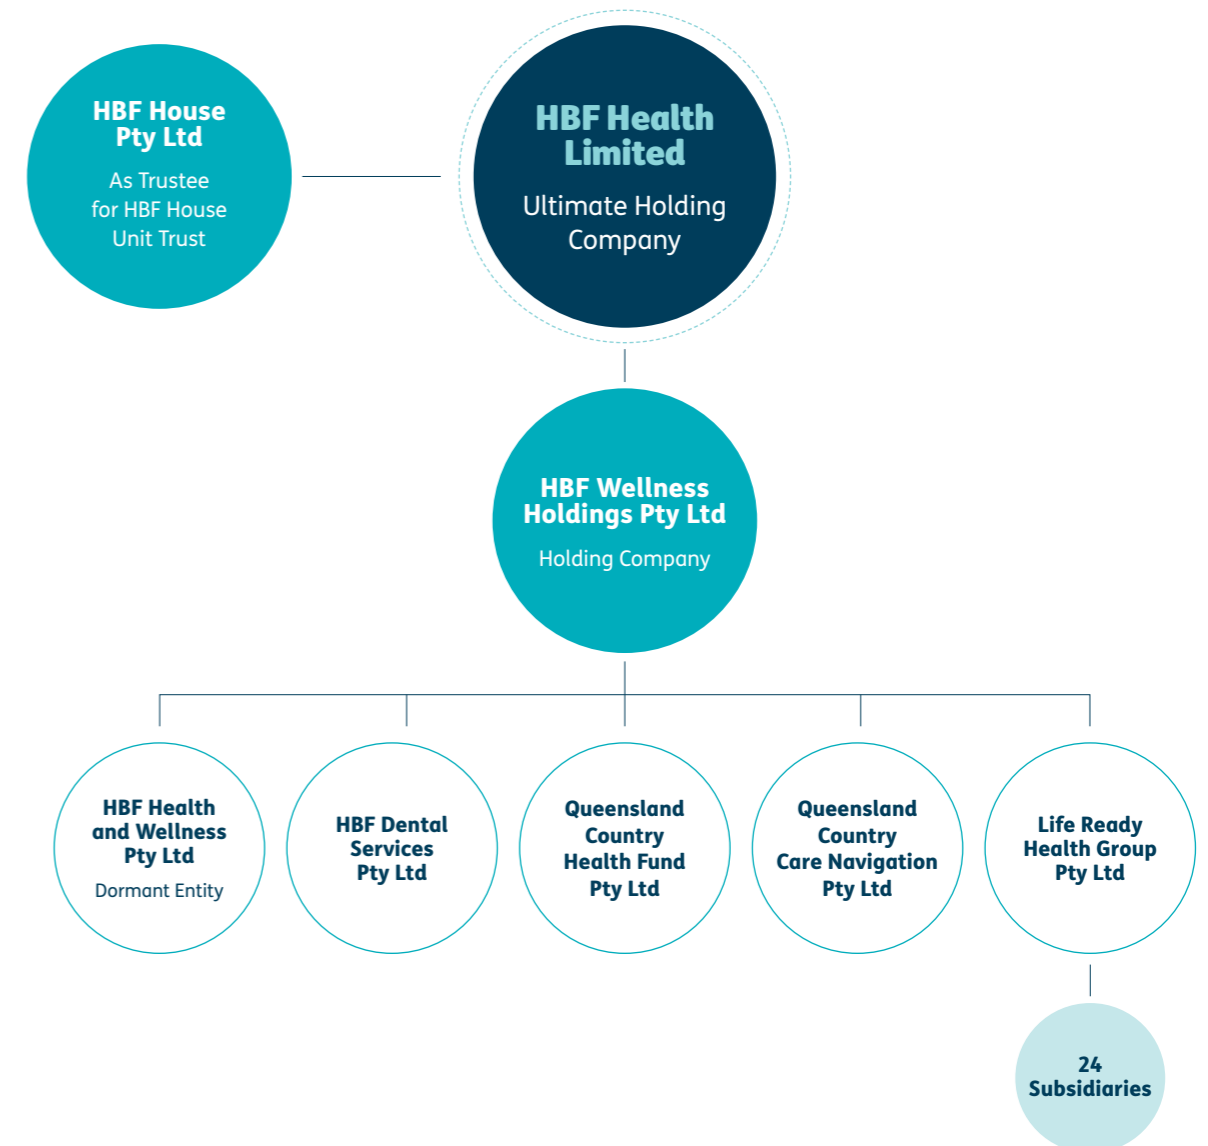 HBF House
Pty Ltd
As Trustee
for HBF House
Unit Trust
HBF Health
Limited
Ultimate Holding
Company
HBF Wellness
Holdings Pty Ltd
Holding Company
HBF Health
and Wellness
Pty Ltd
Dormant Entity
HBF Dental
Services
Pty Ltd
Queensland
Country
Health Fund
Pty Ltd
Queensland
Country
Care Navigation
Pty Ltd
Life Ready
Health Group
Pty Ltd
24
Subsidiaries